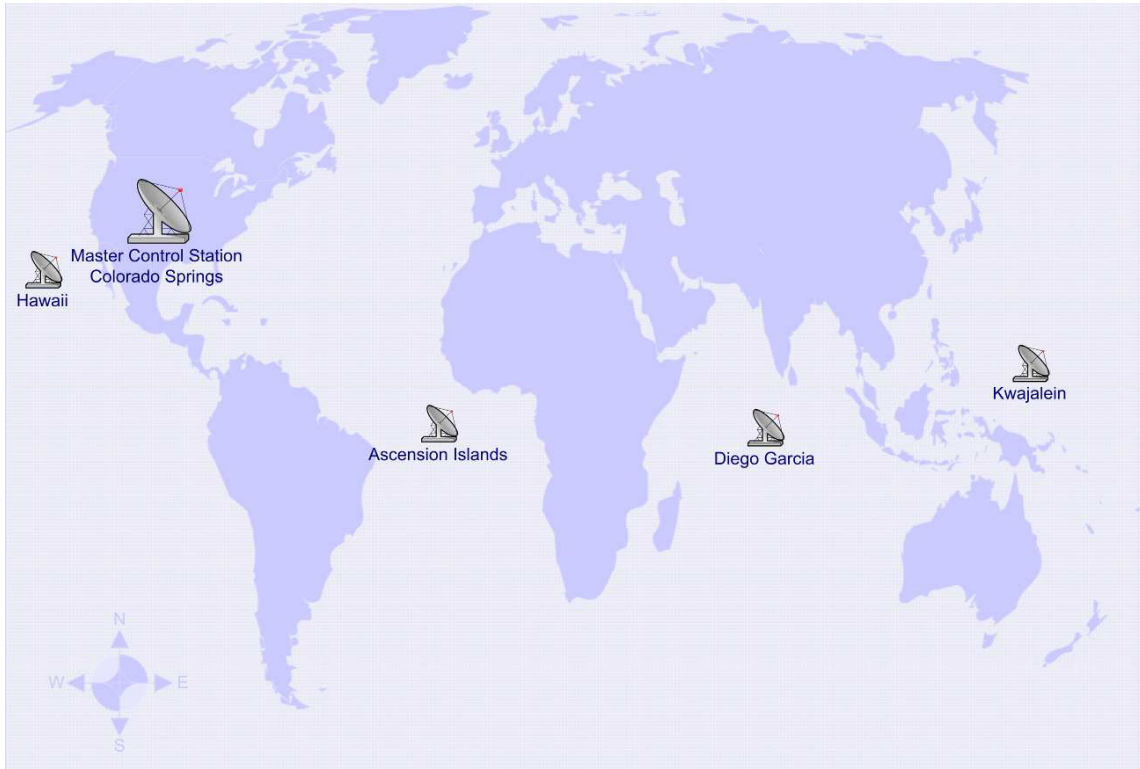 Master Control Station
Colorado Springs
Hawaii
Kwajalein
Ascension Islands
Diego Garcia
N
W
E
S